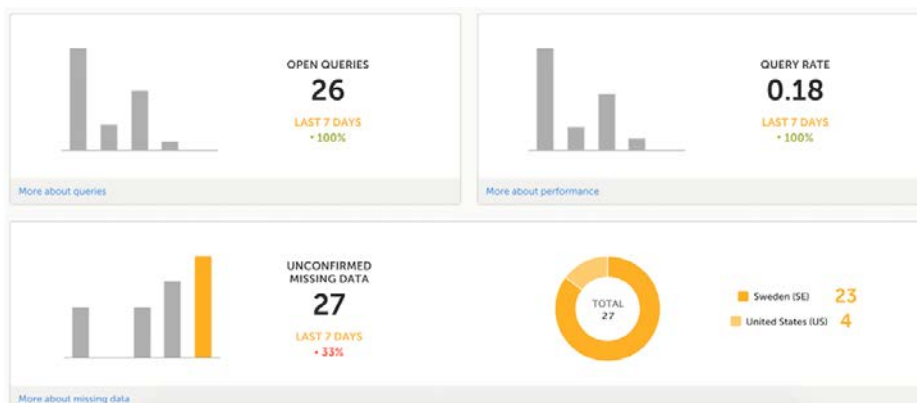 OPEN QUERIES
26
LAST 7 DAYS
• 100%
More about queries
QUERY RATE
0.18
LAST 7 DAYS
• 100%
More about performance
UNCONFIRMED
MISSING DATA
27
LAST 7 DAYS
• 33%
TOTAL
27
Sweden (SE) 23
United States (US) 4
More about missing data